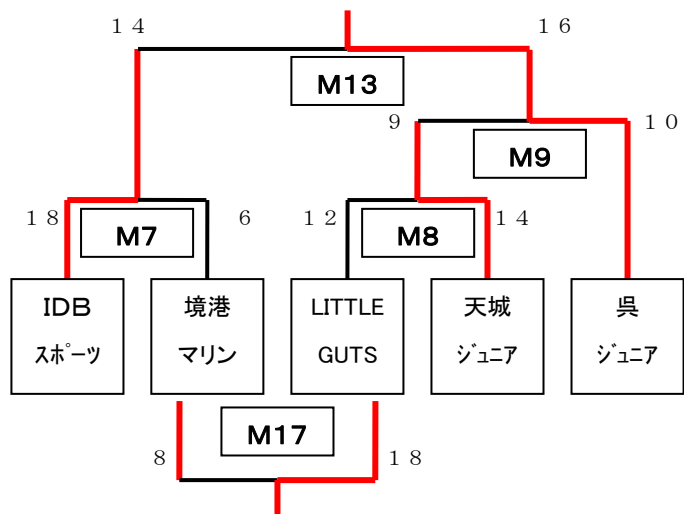 １４
１６
M13
９
１０
M9
１８
６
１２
１４
M7
M8
IDB
スポーツ
境港
マリン
LITTLE
GUTS
天城
ジュニア
呉
ジュニア
M17
８
１８